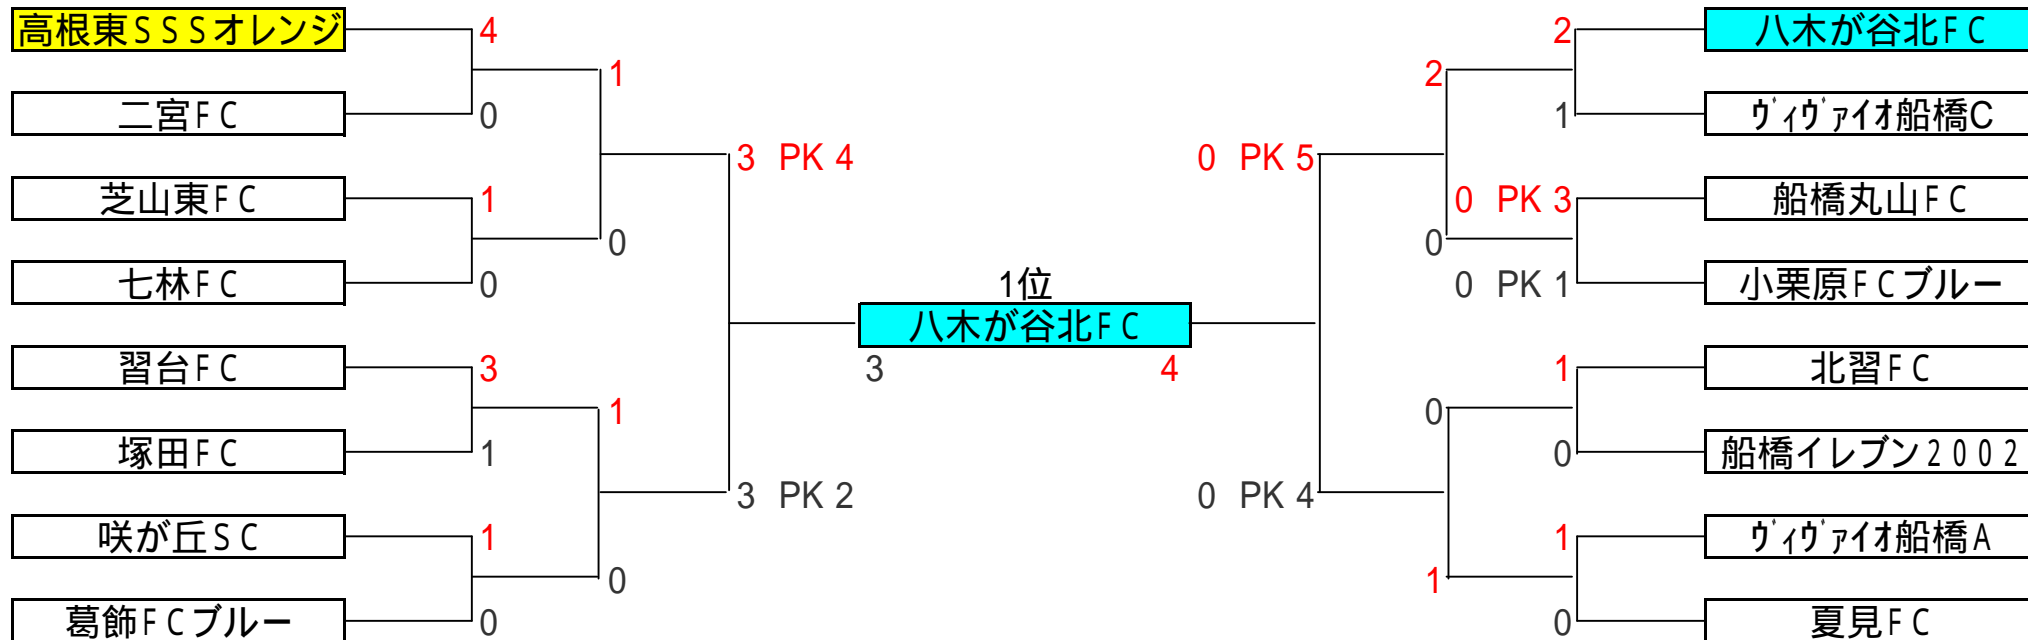 高根東SSSオレンジ 4 2 八木が谷北FC
1 2
二宮FC 0 1 ヴィヴァイオ船橋C
3 PK 4 0 PK 5
芝山東FC 1 0 PK 3 船橋丸山FC
0 0
七林FC 0 1位 0 PK 1 小栗原FCブルー
八木が谷北FC
習台FC 3 3 4 1 北習FC
1 0
塚田FC 1 0 船橋イレブン2002
3 PK 2 0 PK 4
咲が丘SC 1 1 ヴィヴァイオ船橋A
0 1
葛飾FCブルー 0 0 夏見FC